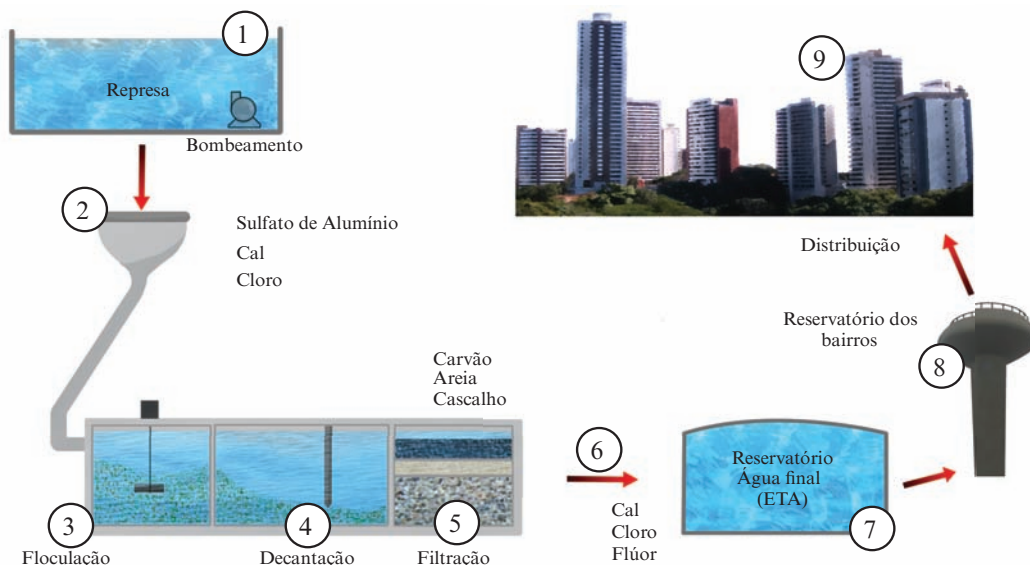 1
Represa
Bombeamento
2
Sulfato de Alumínio
Cal
Cloro
3
Floculação
4
Decantação
Carvão
Areia
Cascalho
5
Filtração
6
Cal
Cloro
Flúor
Reservatório
Água final
(ETA)
7
Reservatório dos
bairros
8
Distribuição
9